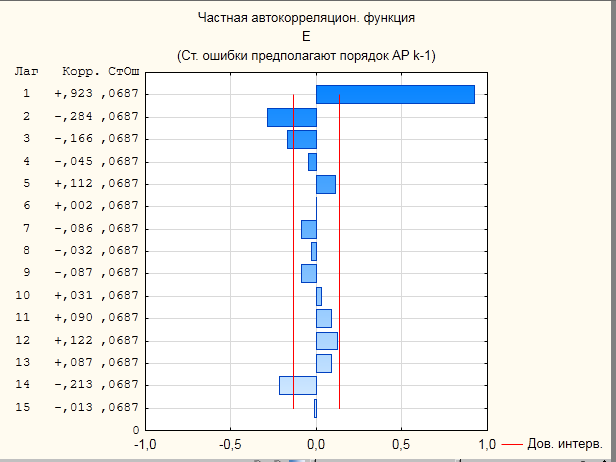 Частная автокорреляцион. функция
E
(Ст. ошибки предполагают порядок АР k-1)
Лаг Корр. СтОш
1 +,923 ,0687
2 -,284 ,0687
3 -,166 ,0687
4 -,045 ,0687
5 +,112 ,0687
6 +,002 ,0687
7 -,086 ,0687
8 -,032 ,0687
9 -,087 ,0687
10 +,031 ,0687
11 +,090 ,0687
12 +,122 ,0687
13 +,087 ,0687
14 -,213 ,0687
15 -,013 ,0687
0
-1,0 -0,5 0,0 0,5 1,0
Дов. интерв.